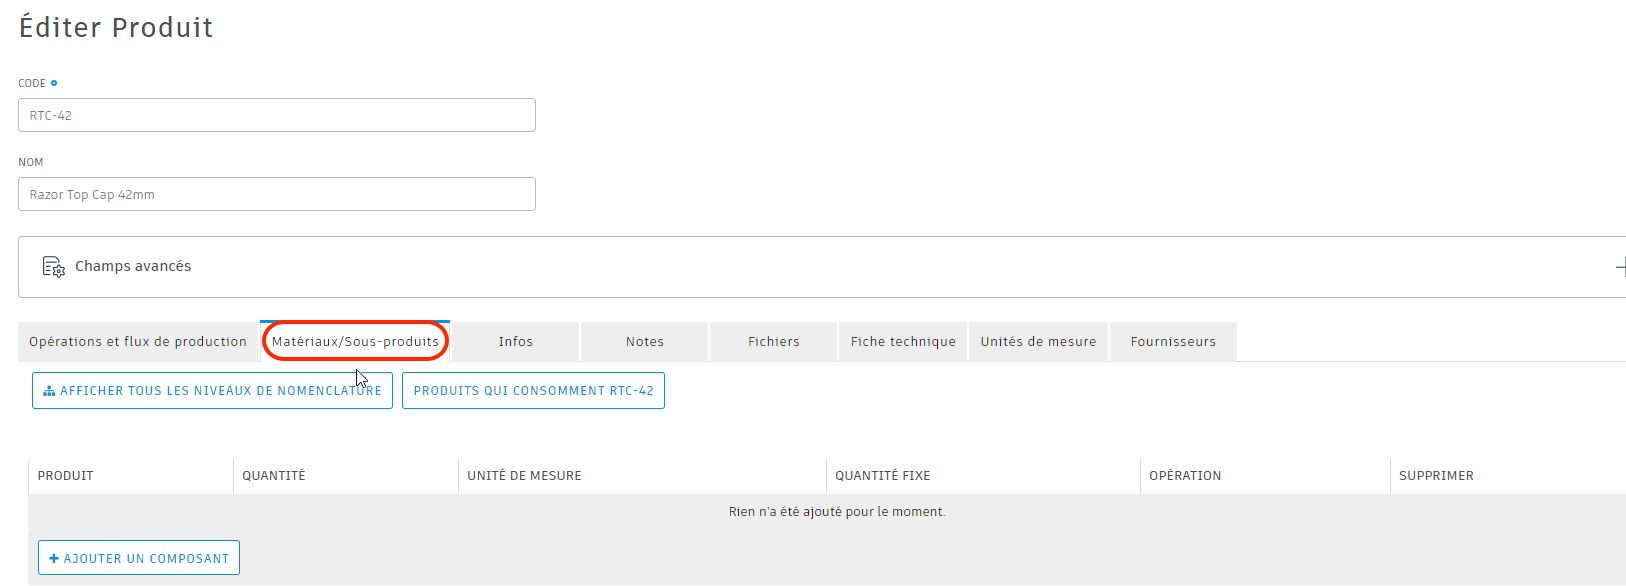 Éditer Produit
CODE
RTC-42
NOM
Razor Top Cap 42mm
Champs avancés
Opérations et flux de production Matériaux/Sous-produits Infos Notes Fichiers Fiche technique Unités de mesure Fournisseurs
AFFICHER TOUS LES NIVEAUX DE NOMENCLATURE PRODUITS QUI CONSOMMENT RTC-42
PRODUIT QUANTITÉ UNITÉ DE MESURE QUANTITÉ FIXE OPÉRATION SUPPRIMER
Rien n'a été ajouté pour le moment.
+ AJOUTER UN COMPOSANT